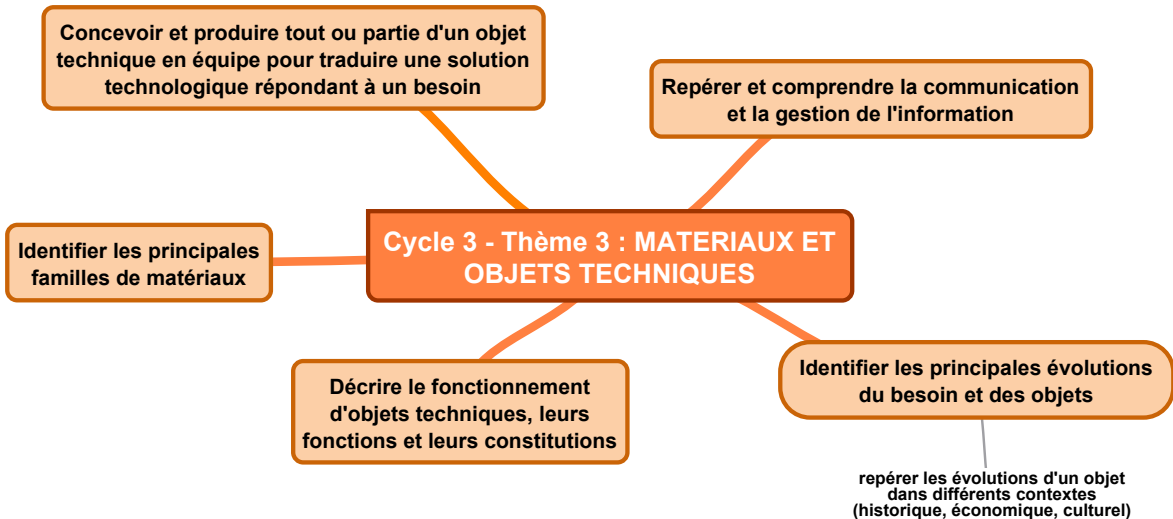 Concevoir et produire tout ou partie d'un objet
technique en équipe pour traduire une solution
technologique répondant à un besoin
Repérer et comprendre la communication
et la gestion de l'information
Cycle 3 - Thème 3 : MATERIAUX ET
OBJETS TECHNIQUES
Identifier les principales
familles de matériaux
Décrire le fonctionnement
d'objets techniques, leurs
fonctions et leurs constitutions
Identifier les principales évolutions
du besoin et des objets
repérer les évolutions d'un objet
dans différents contextes
(historique, économique, culturel)